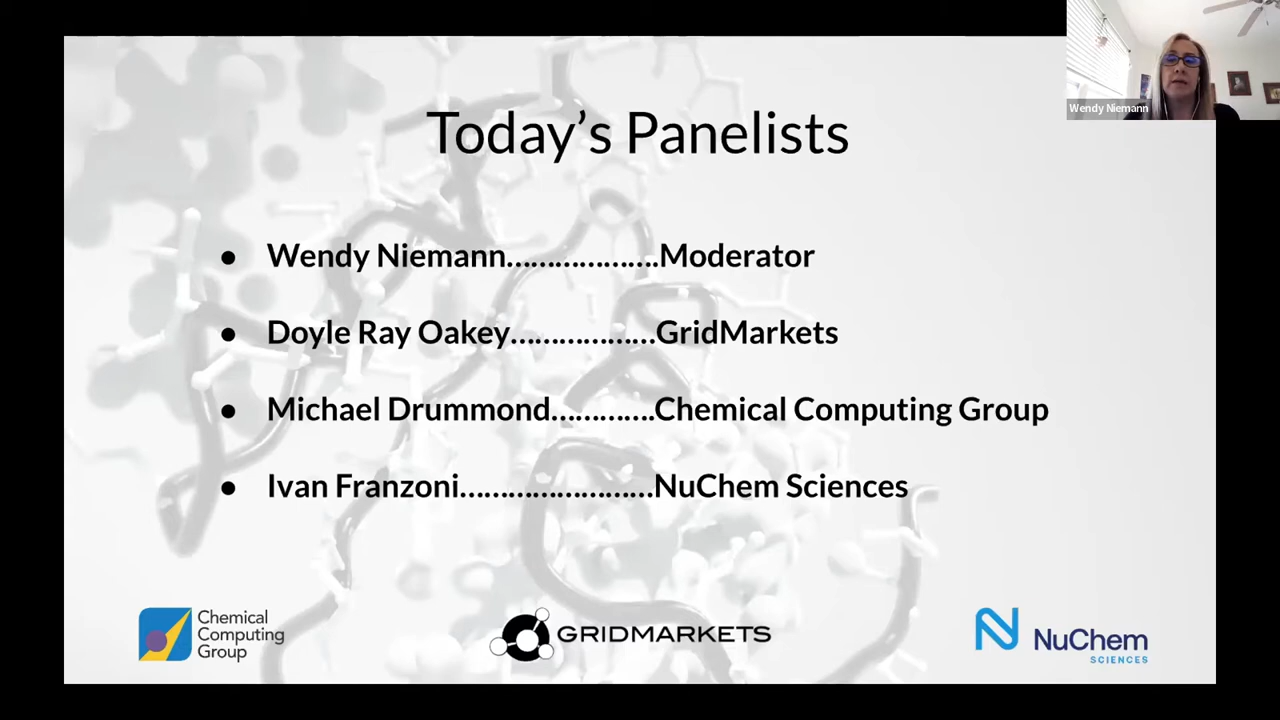 Wendy Niemann
Today’s Panelists
● Wendy Niemann...................Moderator
● Doyle Ray Oakey..................GridMarkets
● Michael Drummond.............Chemical Computing Group
● Ivan Franzoni........................NuChem Sciences
Chemical
Computing
Group
GRIDMARKETS
NuChem
SCIENCES